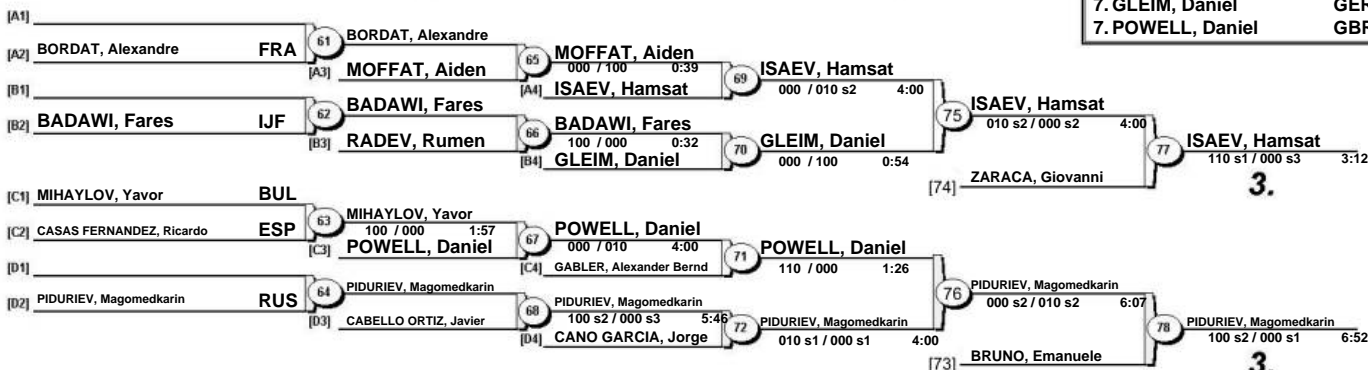 7. GLEIM, Daniel GER
7. POWELL, Daniel GBR
[A1]
[A2] BORDAT, Alexandre FRA
61 BORDAT, Alexandre
[A3] MOFFAT, Aiden
65 MOFFAT, Aiden
000 / 100 0:39
[A4] ISAEV, Hamsat
69 ISAEV, Hamsat
000 / 010 s2 4:00
[B1]
[B2] BADAWI, Fares IJF
62 BADAWI, Fares
[B3] RADEV, Rumen
66 BADAWI, Fares
100 / 000 0:32
[B4] GLEIM, Daniel
70 GLEIM, Daniel
000 / 100 0:54
75 ISAEV, Hamsat
010 s2 / 000 s2 4:00
[74] ZARACA, Giovanni
77 ISAEV, Hamsat
110 s1 / 000 s3 3:12
3.
[C1] MIHAYLOV, Yavor BUL
[C2] CASAS FERNANDEZ, Ricardo ESP
63 MIHAYLOV, Yavor
100 / 000 1:57
[C3] POWELL, Daniel
67 POWELL, Daniel
000 / 010 4:00
[C4] GABLER, Alexander Bernd
71 POWELL, Daniel
110 / 000 1:26
[D1]
[D2] PIDURIEV, Magomedkarin RUS
64 PIDURIEV, Magomedkarin
[D3] CABELLO ORTIZ, Javier
68 PIDURIEV, Magomedkarin
100 s2 / 000 s3 5:46
[D4] CANO GARCIA, Jorge
72 PIDURIEV, Magomedkarin
010 s1 / 000 s1 4:00
76 PIDURIEV, Magomedkarin
000 s2 / 010 s2 6:07
[73] BRUNO, Emanuele
78 PIDURIEV, Magomedkarin
100 s2 / 000 s1 6:52
3.